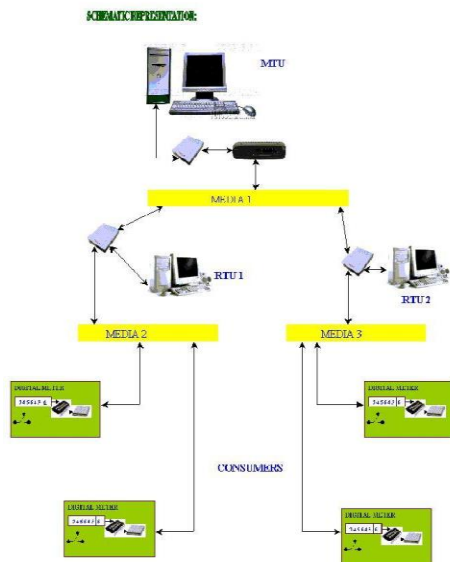 SCHEMATIC REPRESENTATION:
MTU
MEDIA 1
RTU 1
RTU 2
MEDIA 2
MEDIA 3
DIGITAL METER
DIGITAL METER
CONSUMERS
DIGITAL METER
DIGITAL METER